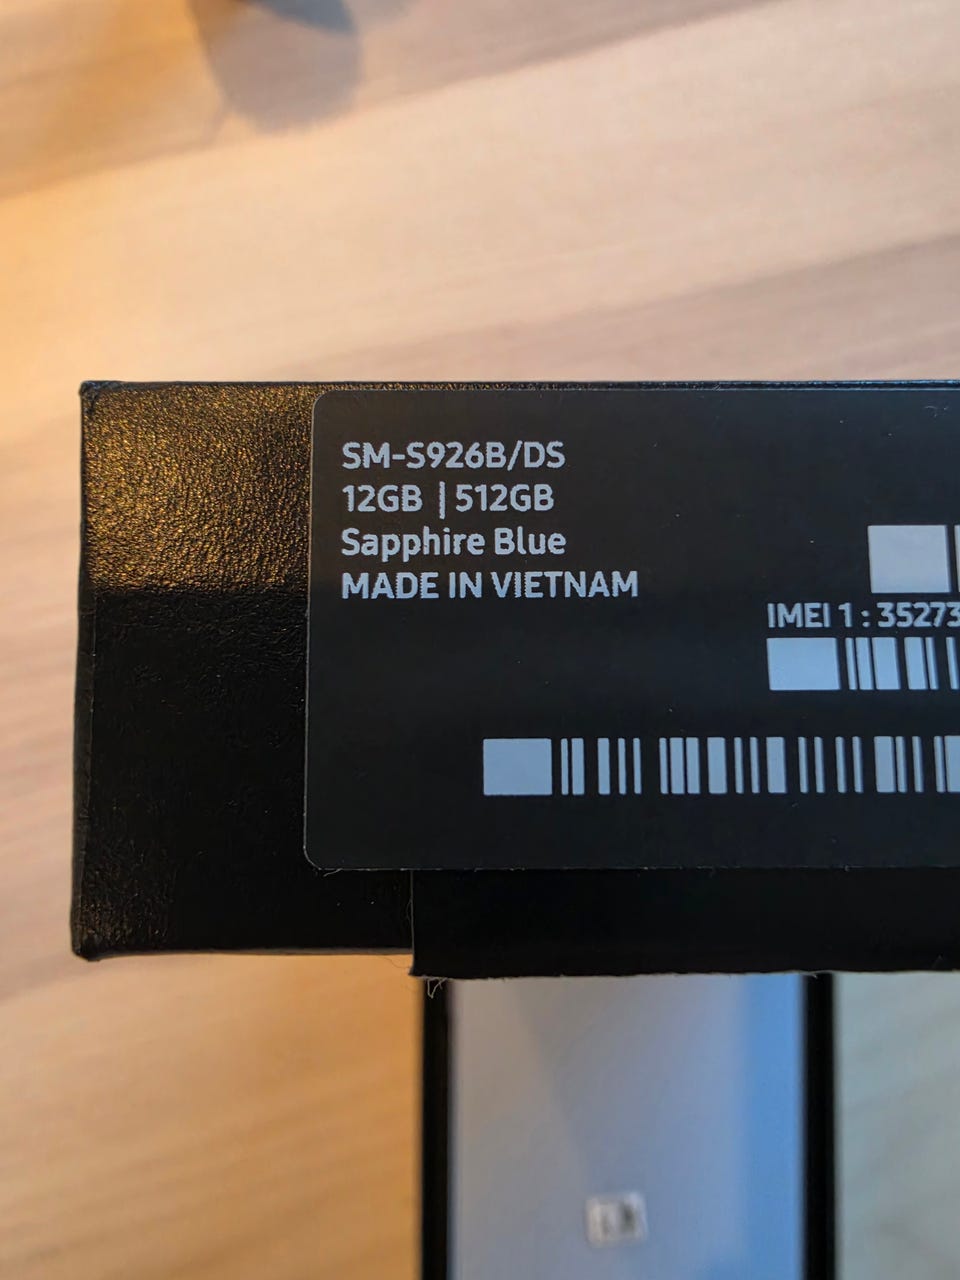 SM-S926B/DS
12GB | 512GB
Sapphire Blue
MADE IN VIETNAM
IMEI 1 : 35273